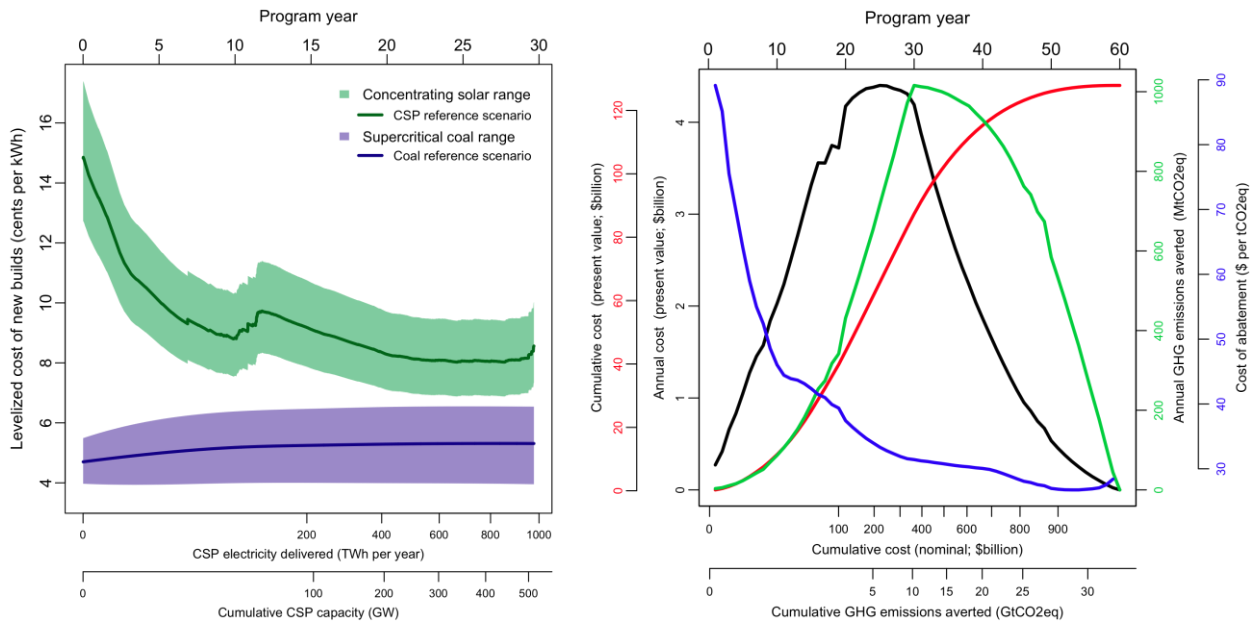 Program year
0 5 10 15 20 25 30
Levelized cost of new builds (cents per kWh)
16
14
12
10
8
6
4
Concentrating solar range
CSP reference scenario
Supercritical coal range
Coal reference scenario
0 200 400 600 800 1000
CSP electricity delivered (TWh per year)
0 100 200 300 400 500
Cumulative CSP capacity (GW)
Program year
0 10 20 30 40 50 60
Cumulative cost (present value; $billion)
120
100
80
60
40
20
0
Annual cost (present value; $billion)
4
3
2
1
0
Annual GHG emissions averted (MtCO2eq)
1000
800
600
400
200
0
Cost of abatement ($ per tCO2eq)
90
80
70
60
50
40
30
0 100 200 400 600 800 900
Cumulative cost (nominal; $billion)
0 5 10 15 20 25 30
Cumulative GHG emissions averted (GtCO2eq)